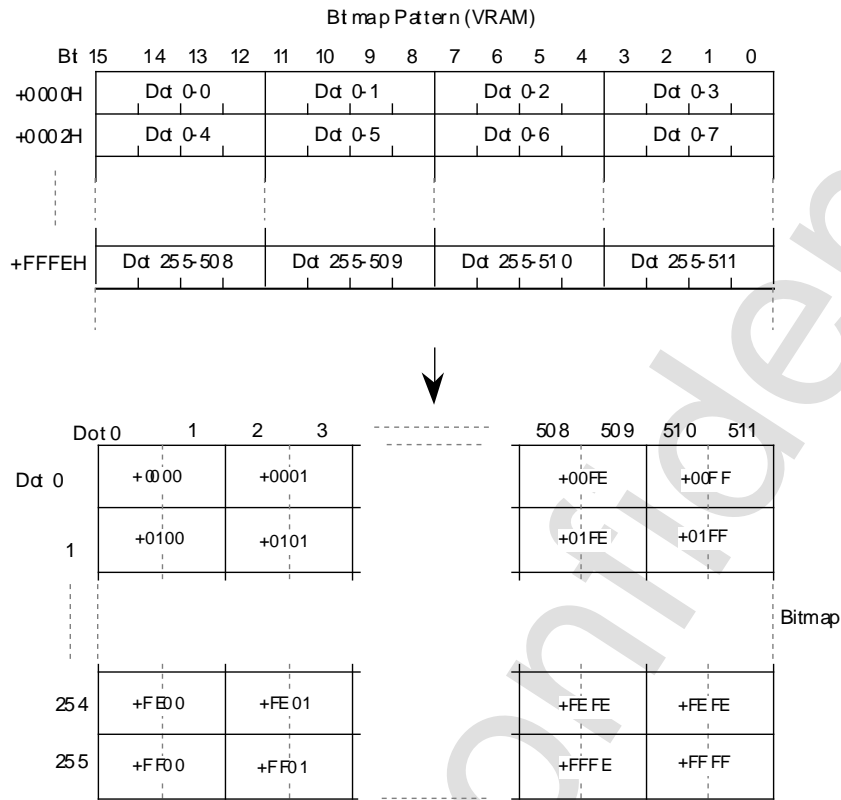 Bitmap Pattern (VRAM)
Bit 15 14 13 12 11 10 9 8 7 6 5 4 3 2 1 0
+0000H Dot 0-0 Dot 0-1 Dot 0-2 Dot 0-3
+0002H Dot 0-4 Dot 0-5 Dot 0-6 Dot 0-7
+FFFEH Dot 255-508 Dot 255-509 Dot 255-510 Dot 255-511
Dot 0 1 2 3 508 509 510 511
Dot 0 +0000 +0001 +00FE +00FF
1 +0100 +0101 +01FE +01FF
Bitmap
254 +FE00 +FE01 +FEFE +FEFE
255 +FF00 +FF01 +FFFE +FFFF